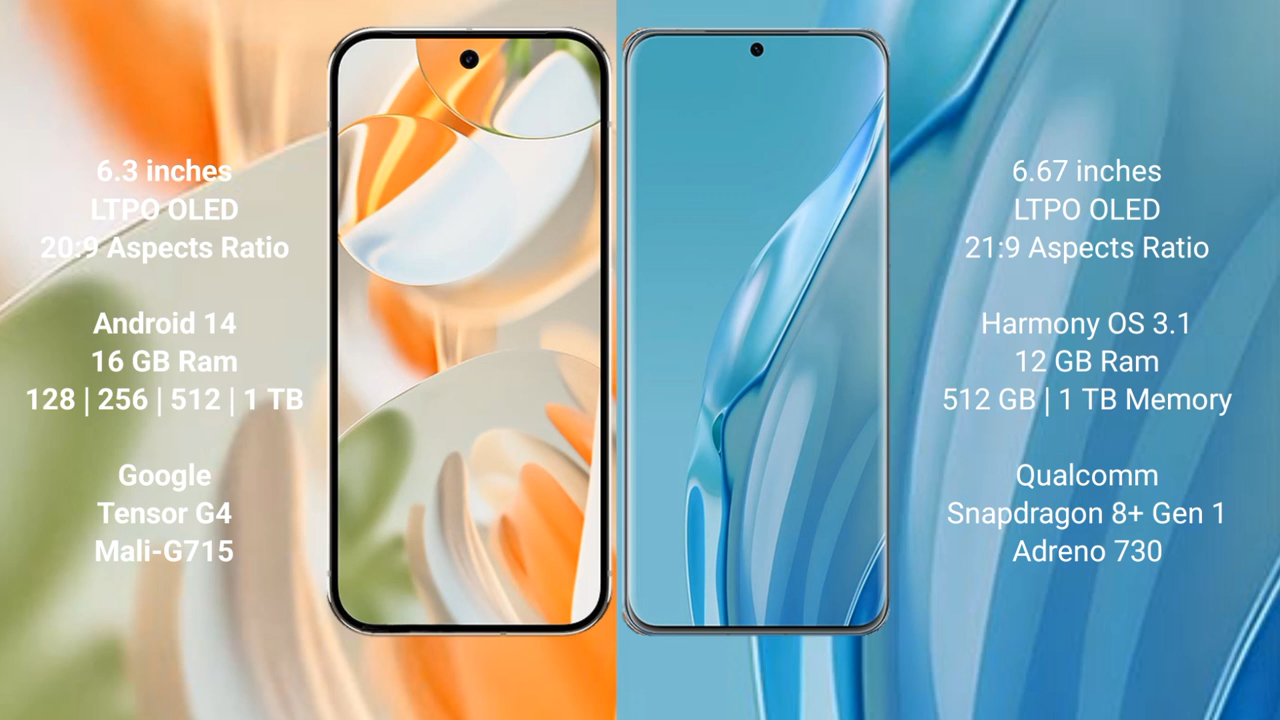 6.3 inches
LTPO OLED
20:9 Aspects Ratio
Android 14
16 GB Ram
128 | 256 | 512 | 1 TB
Google
Tensor G4
Mali-G715
6.67 inches
LTPO OLED
21:9 Aspects Ratio
Harmony OS 3.1
12 GB Ram
512 GB | 1 TB Memory
Qualcomm
Snapdragon 8+ Gen 1
Adreno 730